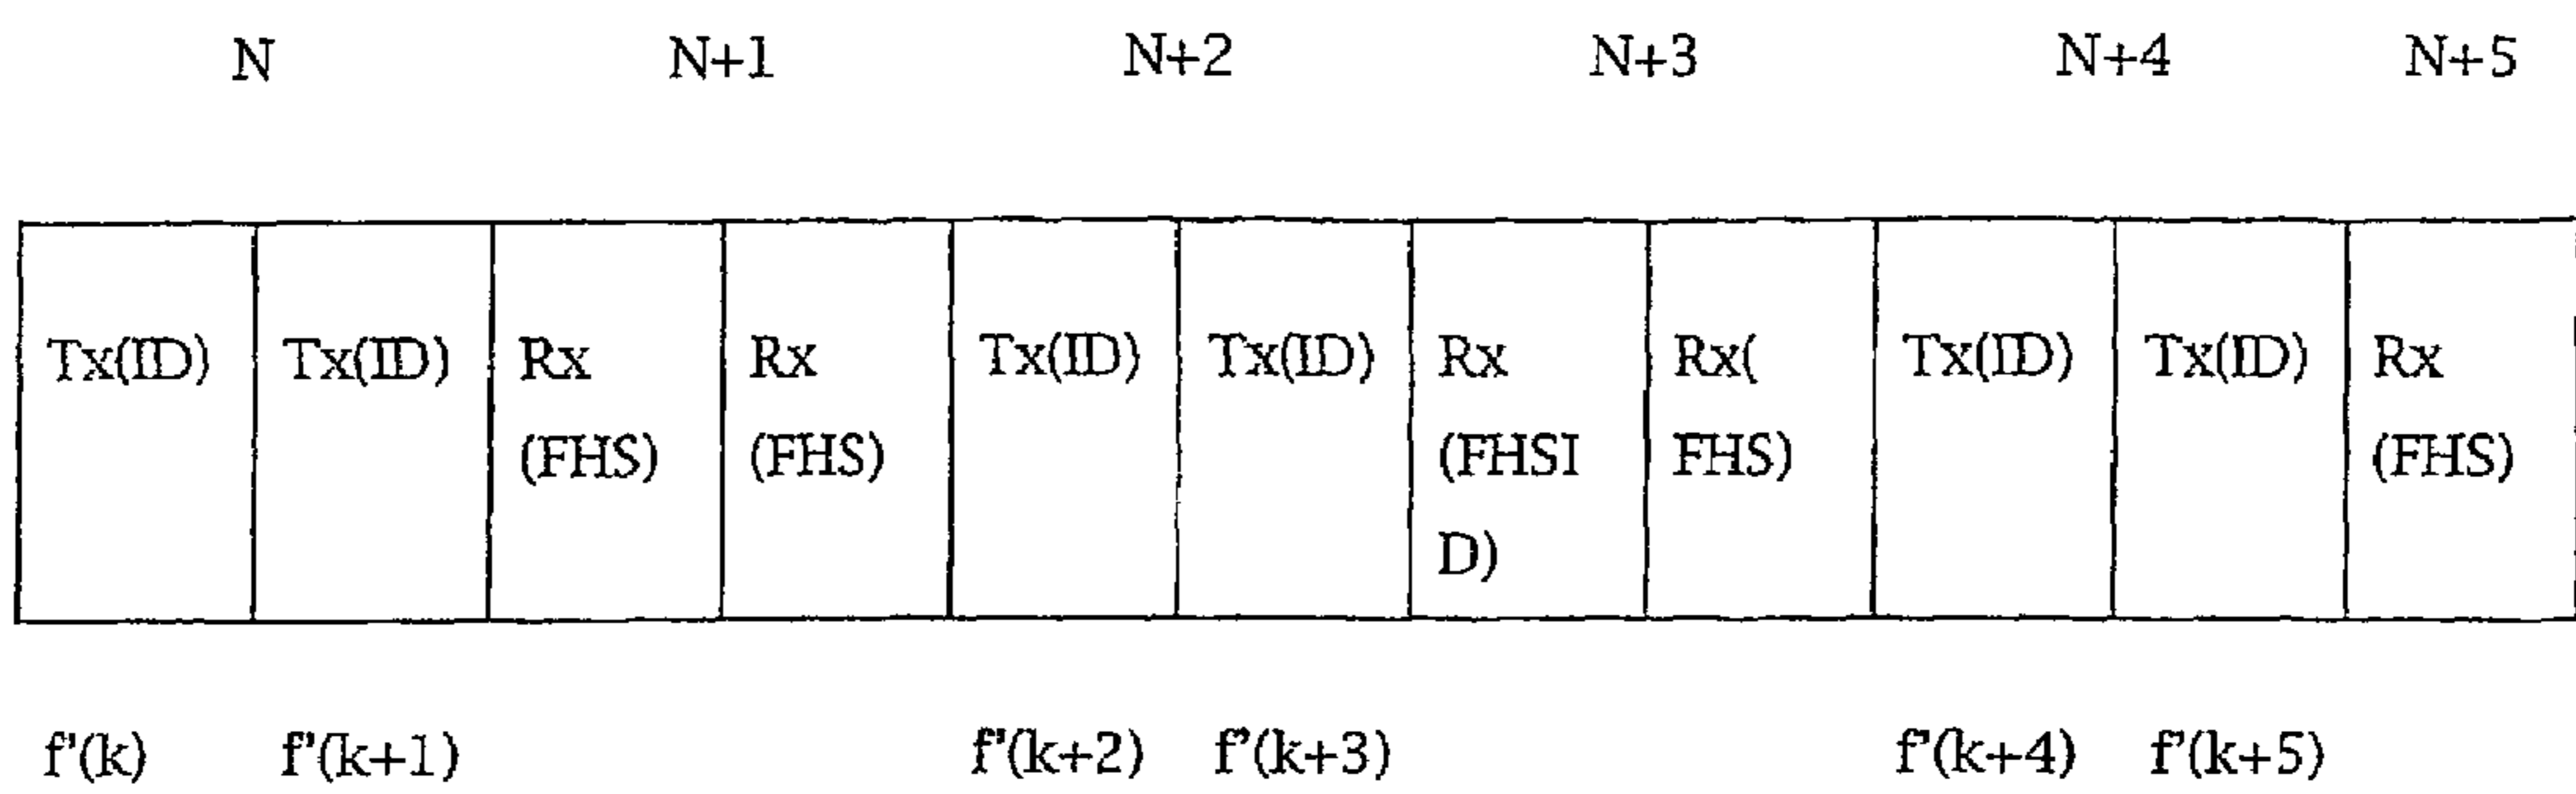 N N+1 N+2 N+3 N+4 N+5
Tx(ID) Tx(ID) Rx Rx Tx(ID) Tx(ID) Rx Rx( Tx(ID) Tx(ID) Rx
(FHS) (FHS) (FHSI FHS) (FHS)
D)
f'(k) f'(k+1) f'(k+2) f'(k+3) f'(k+4) f'(k+5)